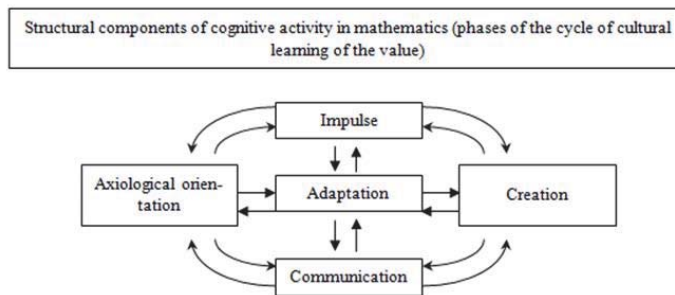 Structural components of cognitive activity in mathematics (phases of the cycle of cultural
learning of the value)
Impulse
Axiological orien-
tation
Adaptation
Creation
Communication